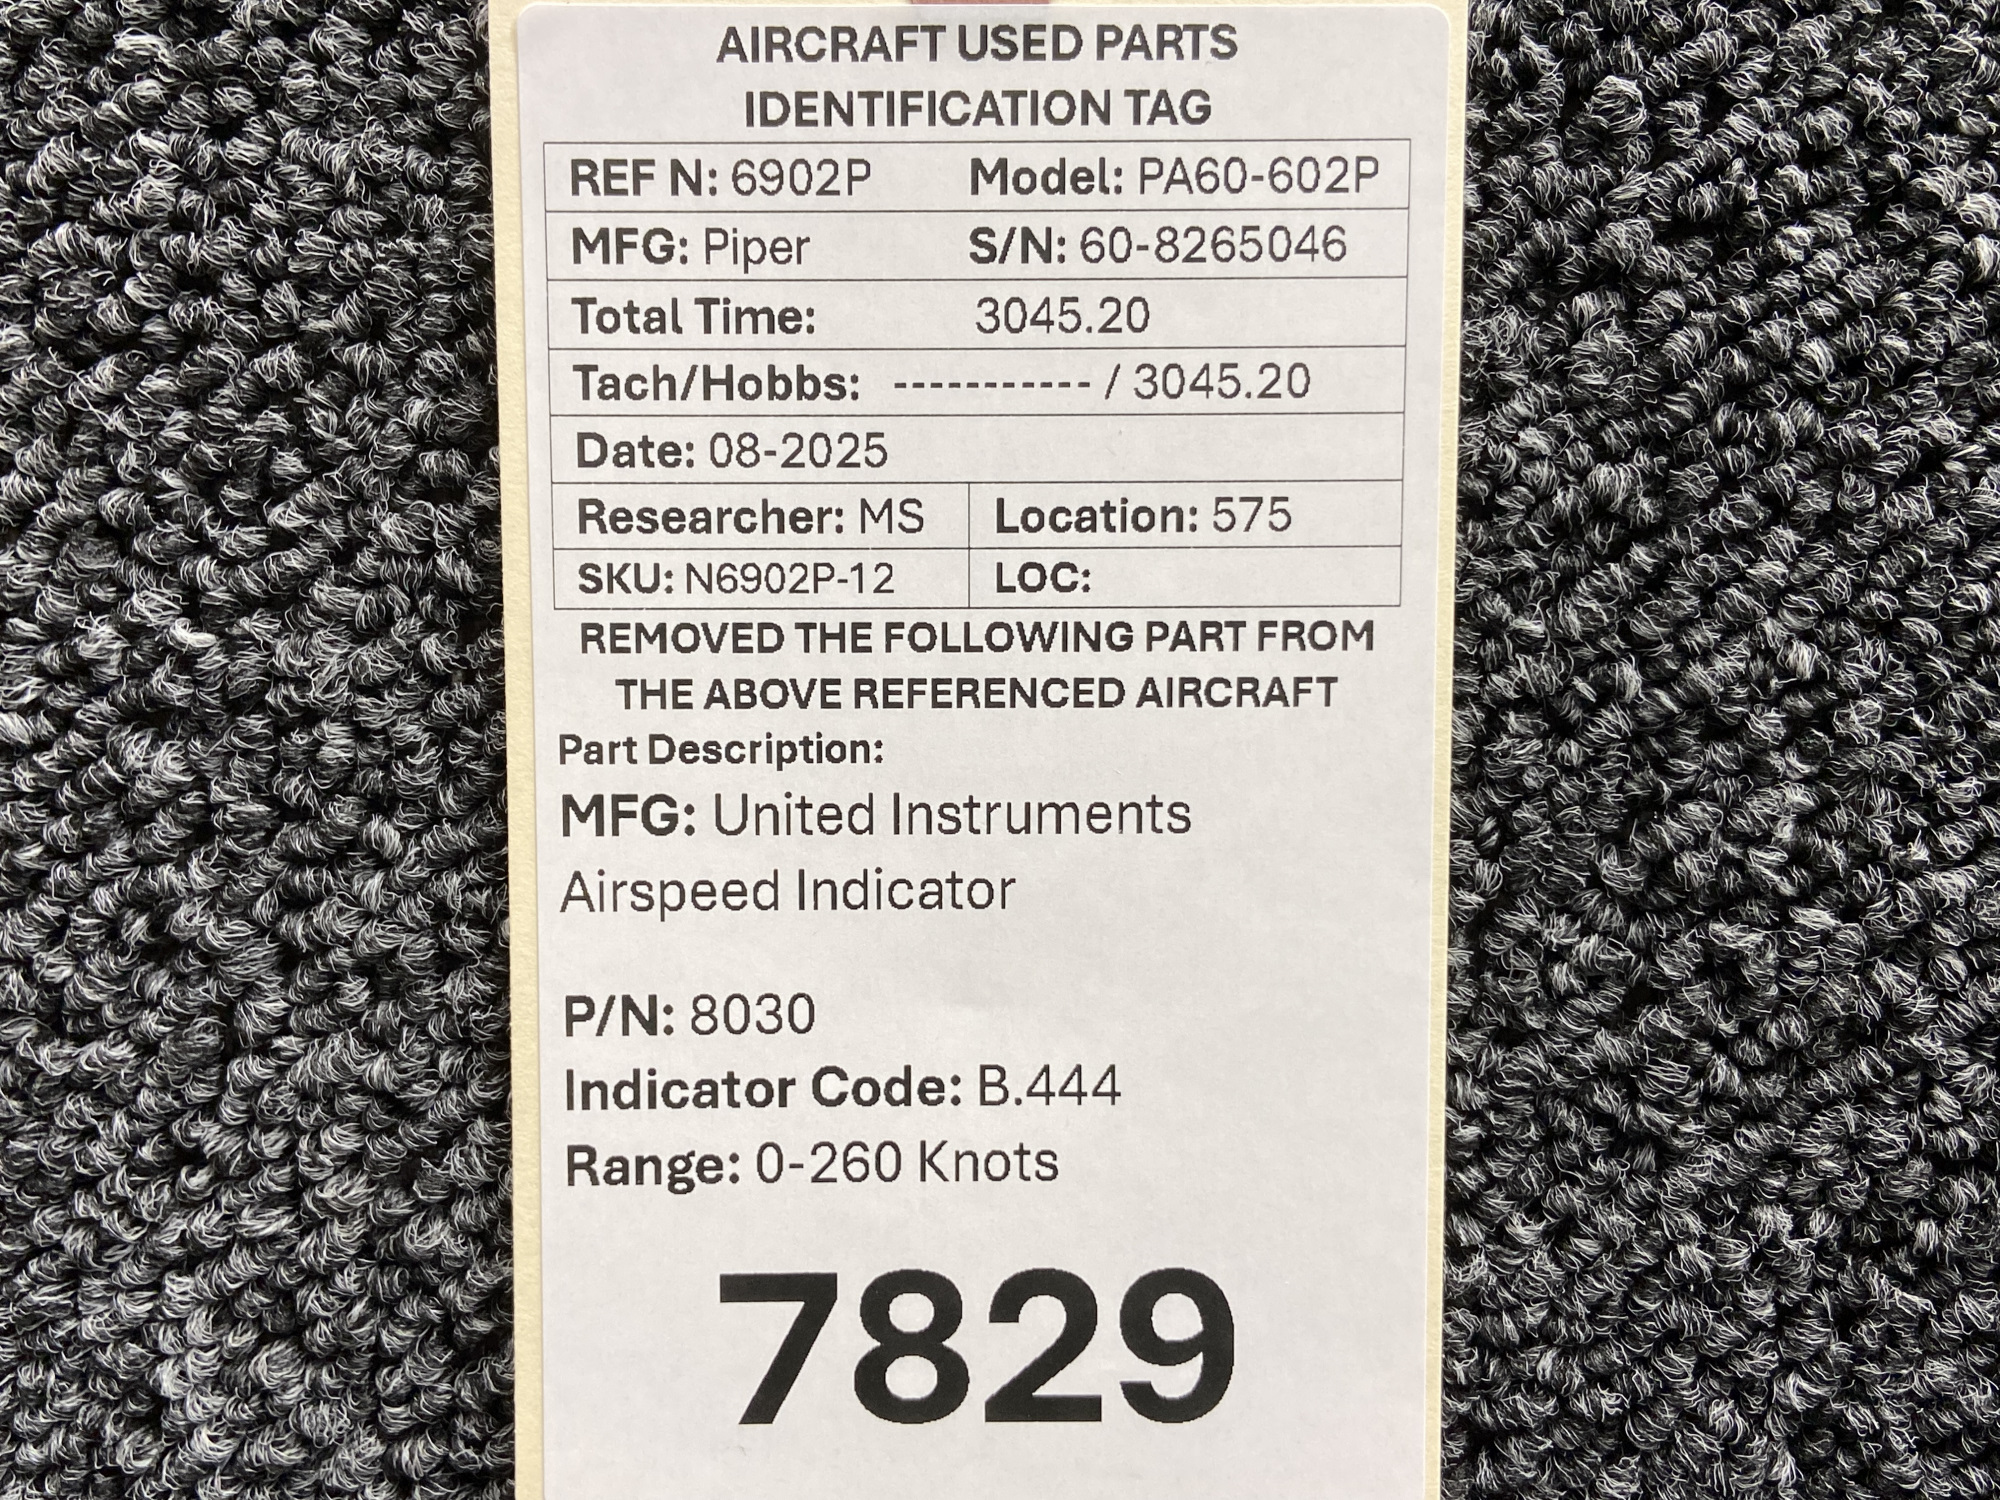 AIRCRAFT USED PARTS
IDENTIFICATION TAG
REF N: 6902P Model: PA60-602P
MFG: Piper S/N: 60-8265046
Total Time: 3045.20
Tach/Hobbs: ----------- / 3045.20
Date: 08-2025
Researcher: MS Location: 575
SKU: N6902P-12 LOC:
REMOVED THE FOLLOWING PART FROM
THE ABOVE REFERENCED AIRCRAFT
Part Description:
MFG: United Instruments
Airspeed Indicator
P/N: 8030
Indicator Code: B.444
Range: 0-260 Knots
7829